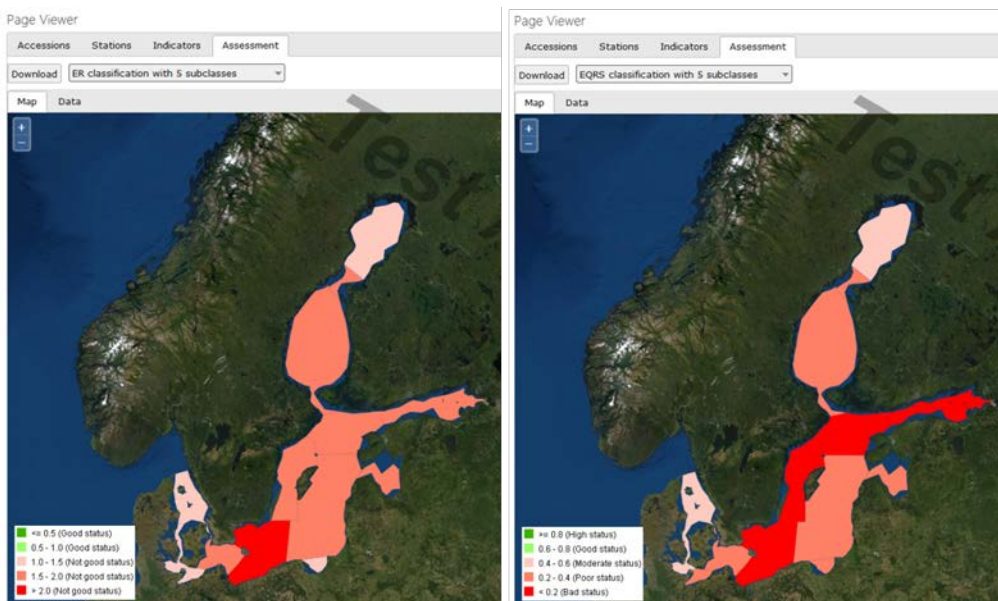 Page Viewer
Accessions Stations Indicators Assessment
Download ER classification with 5 subclasses
Map Data
+
−
Test
<= 0.5 (Good status)
0.5 - 1.0 (Good status)
1.0 - 1.5 (Not good status)
1.5 - 2.0 (Not good status)
> 2.0 (Not good status)
Page Viewer
Accessions Stations Indicators Assessment
Download EQRS classification with 5 subclasses
Map Data
+
−
Test
>= 0.8 (High status)
0.6 - 0.8 (Good status)
0.4 - 0.6 (Moderate status)
0.2 - 0.4 (Poor status)
< 0.2 (Bad status)